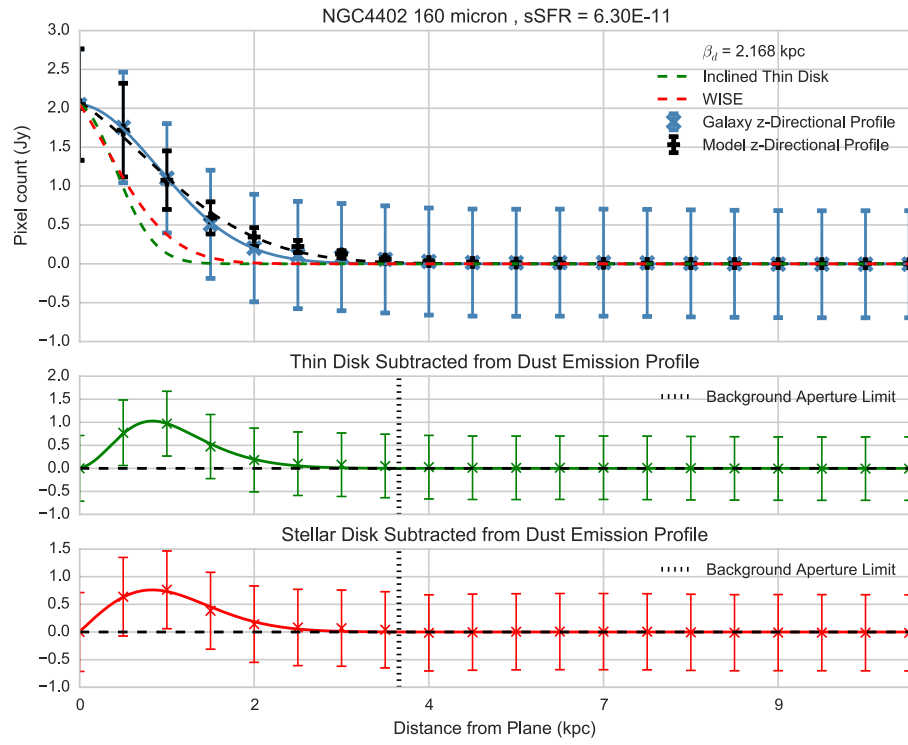 NGC4402 160 micron , sSFR = 6.30E-11
3.0
2.5
2.0
1.5
1.0
0.5
0.0
−0.5
−1.0
Pixel count (Jy)
β_d = 2.168 kpc
Inclined Thin Disk
WISE
Galaxy z-Directional Profile
Model z-Directional Profile
Thin Disk Subtracted from Dust Emission Profile
2.0
1.5
1.0
0.5
0.0
−0.5
−1.0
Background Aperture Limit
Stellar Disk Subtracted from Dust Emission Profile
1.5
1.0
0.5
0.0
−0.5
−1.0
Background Aperture Limit
0 2 4 6 7 9
Distance from Plane (kpc)